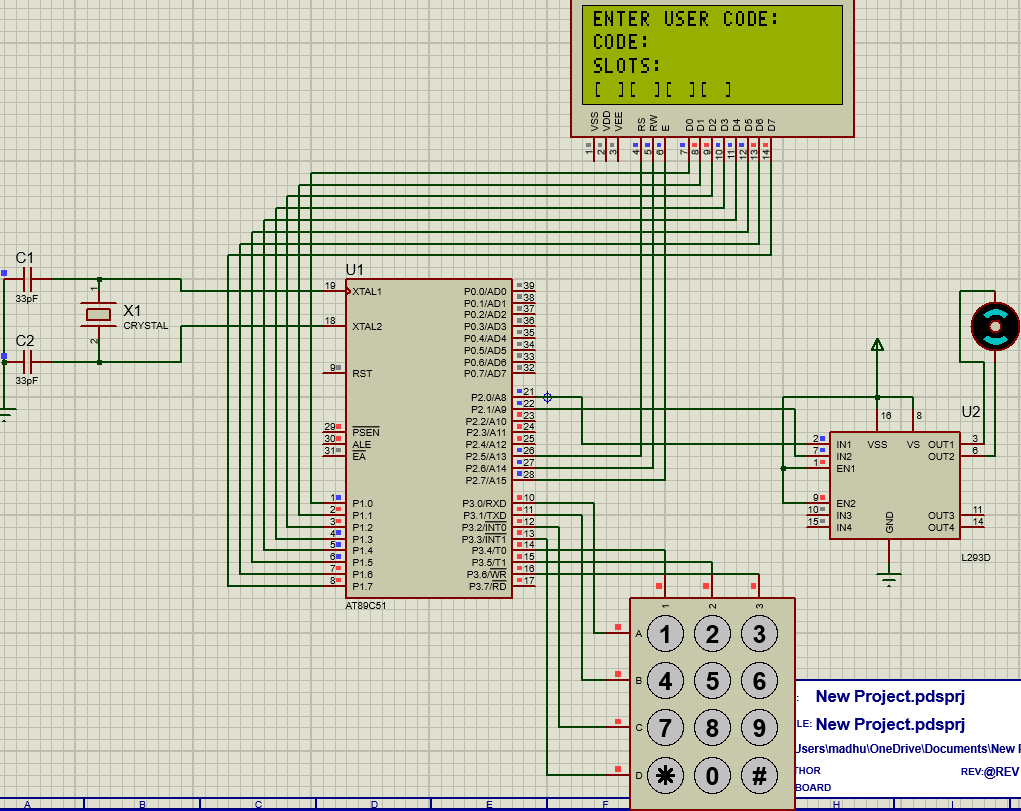 ENTER USER CODE:
CODE:
SLOTS:
[ ][ ][ ][ ]
VSS VDD VEE RS RW E D0 D1 D2 D3 D4 D5 D6 D7
1 2 3 4 5 6 7 8 9 10 11 12 13 14
C1
33pF
X1
CRYSTAL
1
2
C2
33pF
U1
19 XTAL1 P0.0/AD0 39
P0.1/AD1 38
P0.2/AD2 37
18 XTAL2 P0.3/AD3 36
P0.4/AD4 35
P0.5/AD5 34
P0.6/AD6 33
9 RST P0.7/AD7 32
P2.0/A8 21
P2.1/A9 22
P2.2/A10 23
29 PSEN P2.3/A11 24
30 ALE P2.4/A12 25
31 EA P2.5/A13 26
P2.6/A14 27
P2.7/A15 28
1 P1.0 P3.0/RXD 10
2 P1.1 P3.1/TXD 11
3 P1.2 P3.2/INT0 12
4 P1.3 P3.3/INT1 13
5 P1.4 P3.4/T0 14
6 P1.5 P3.5/T1 15
7 P1.6 P3.6/WR 16
8 P1.7 P3.7/RD 17
AT89C51
U2
16 8
2 IN1 VSS VS OUT1 3
7 IN2 OUT2 6
1 EN1
9 EN2
10 IN3 OUT3 11
15 IN4 OUT4 14
GND
L293D
1 2 3
A 1 2 3
B 4 5 6
C 7 8 9
D * 0 #
: New Project.pdsprj
LE: New Project.pdsprj
Users\madhu\OneDrive\Documents\New
THOR REV:@REV
BOARD
A B C D E F H I